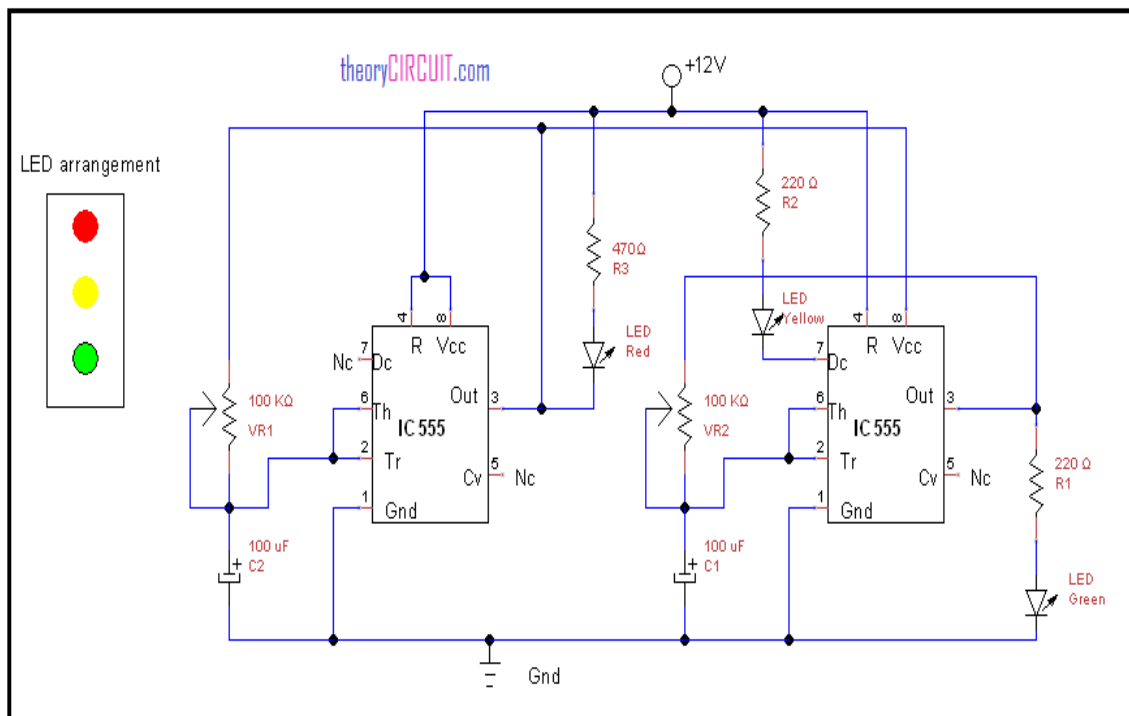 theoryCIRCUIT.com
+12V
LED arrangement
220 Ω
R2
470Ω
R3
LED
Yellow
LED
Red
4
8
R
Vcc
7
Nc
Dc
6
Th
Out
3
IC 555
2
Tr
Cv
5
Nc
1
Gnd
100 KΩ
VR1
100 uF
+
C2
4
8
R
Vcc
7
Dc
6
Th
Out
3
IC 555
2
Tr
Cv
5
Nc
1
Gnd
100 KΩ
VR2
220 Ω
R1
100 uF
+
C1
LED
Green
Gnd